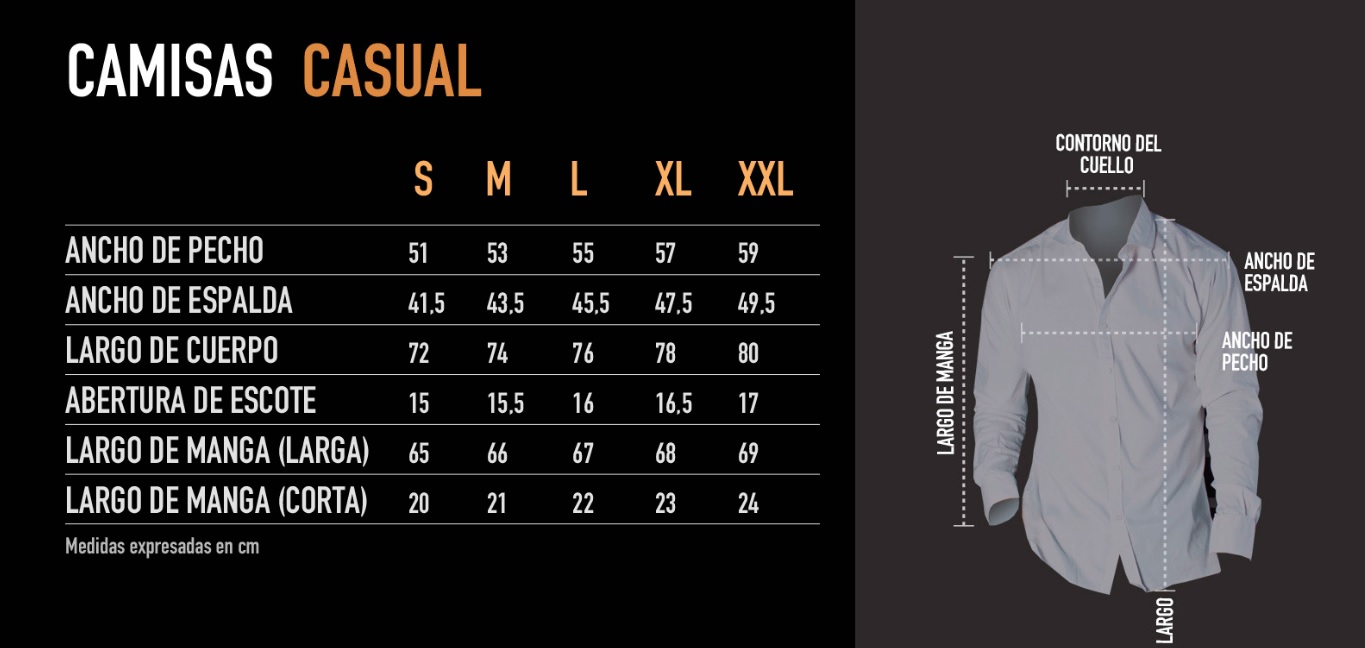 CAMISAS CASUAL
S M L XL XXL
ANCHO DE PECHO 51 53 55 57 59
ANCHO DE ESPALDA 41,5 43,5 45,5 47,5 49,5
LARGO DE CUERPO 72 74 76 78 80
ABERTURA DE ESCOTE 15 15,5 16 16,5 17
LARGO DE MANGA (LARGA) 65 66 67 68 69
LARGO DE MANGA (CORTA) 20 21 22 23 24
Medidas expresadas en cm
CONTORNO DEL
CUELLO
ANCHO DE
ESPALDA
ANCHO DE
PECHO
LARGO DE MANGA
LARGO